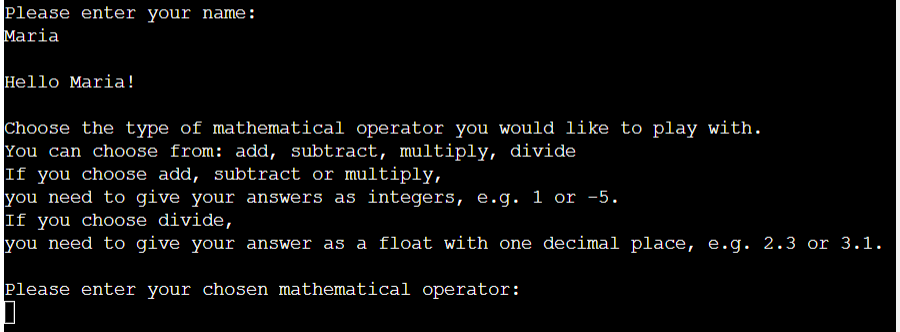 Please enter your name:
Maria
Hello Maria!
Choose the type of mathematical operator you would like to play with.
You can choose from: add, subtract, multiply, divide
If you choose add, subtract or multiply,
you need to give your answers as integers, e.g. 1 or -5.
If you choose divide,
you need to give your answer as a float with one decimal place, e.g. 2.3 or 3.1.
Please enter your chosen mathematical operator: